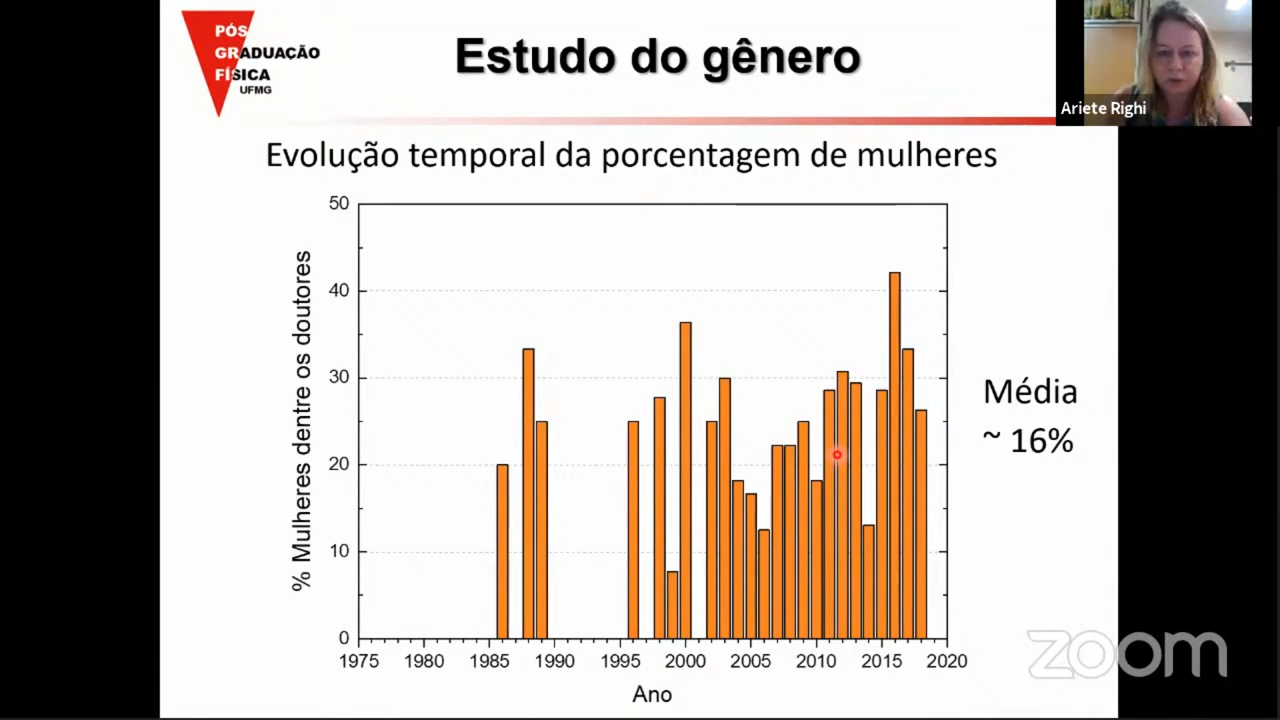 PÓS
GRADUAÇÃO
FÍSICA
UFMG
Estudo do gênero
Ariete Righi
Evolução temporal da porcentagem de mulheres
% Mulheres dentre os doutores
50
40
30
20
10
0
1975 1980 1985 1990 1995 2000 2005 2010 2015 2020
Ano
Média
~ 16%
zoom